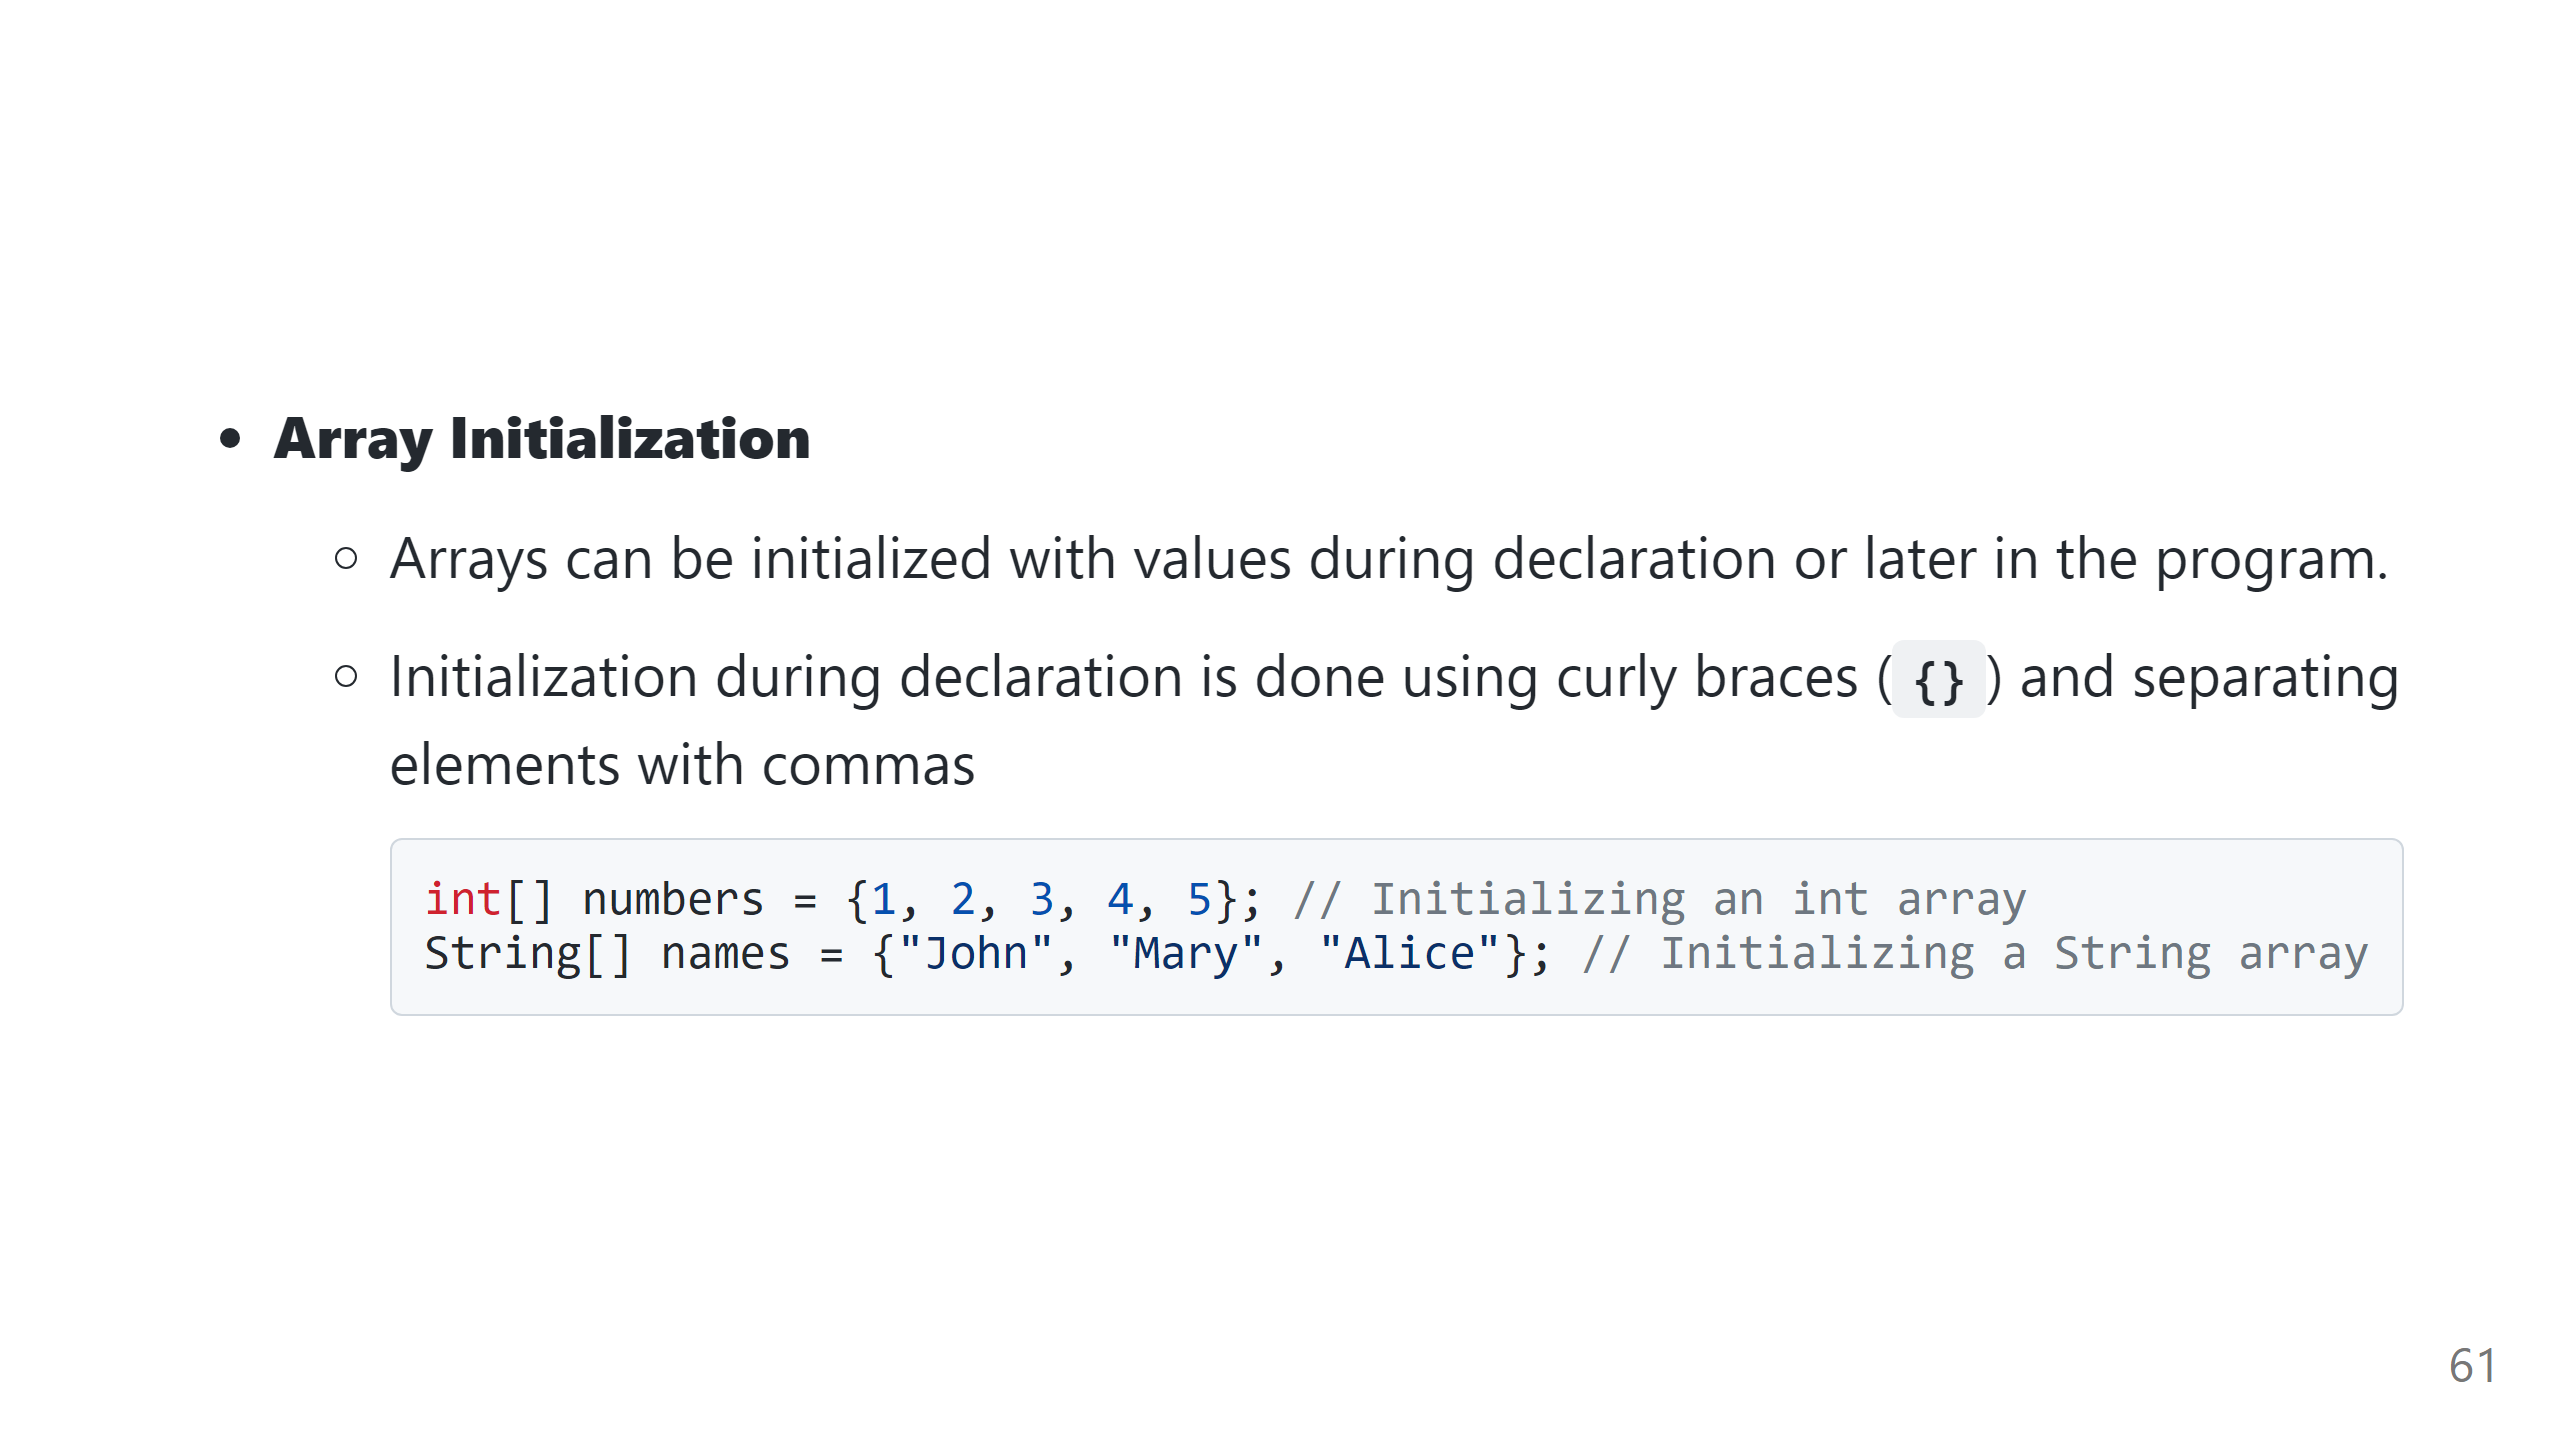 • Array Initialization
○ Arrays can be initialized with values during declaration or later in the program.
○ Initialization during declaration is done using curly braces ( {} ) and separating
elements with commas
int[] numbers = {1, 2, 3, 4, 5}; // Initializing an int array
String[] names = {"John", "Mary", "Alice"}; // Initializing a String array
61